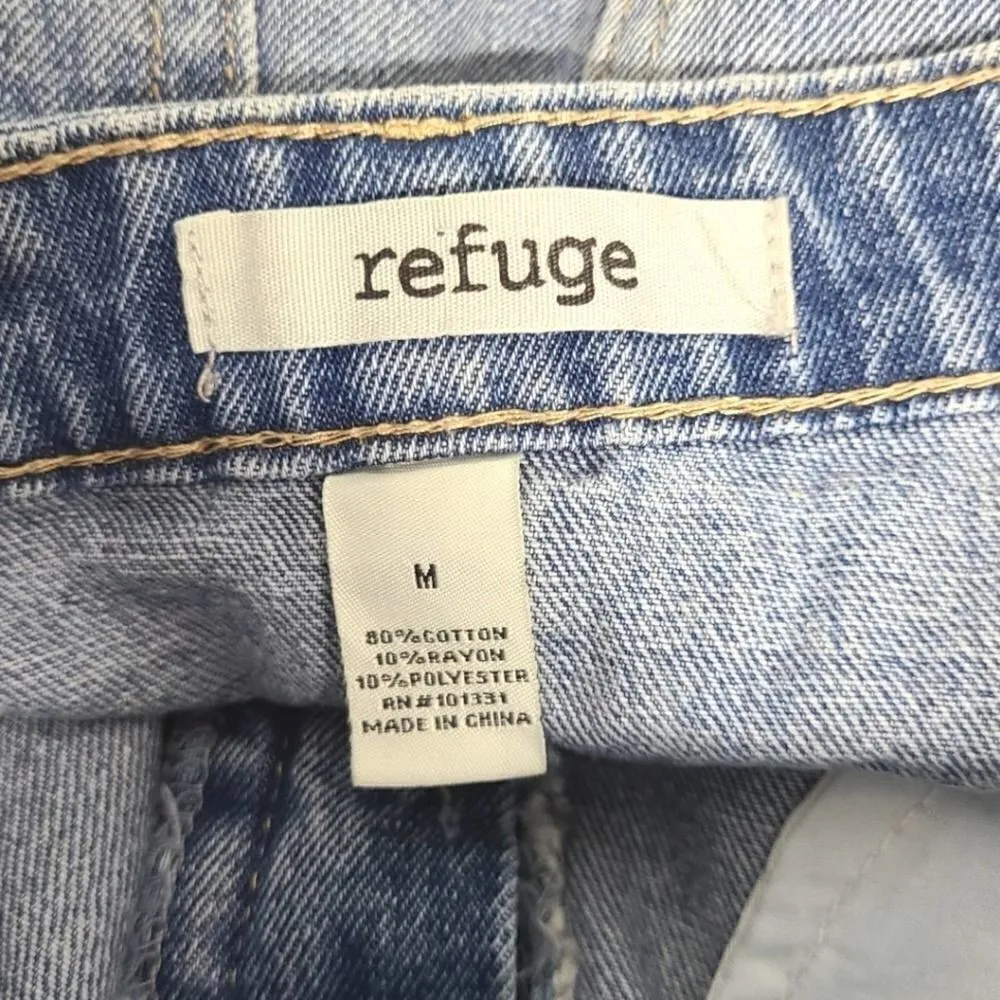 refuge
M
80%COTTON
10%RAYON
10%POLYESTER
RN#101331
MADE IN CHINA